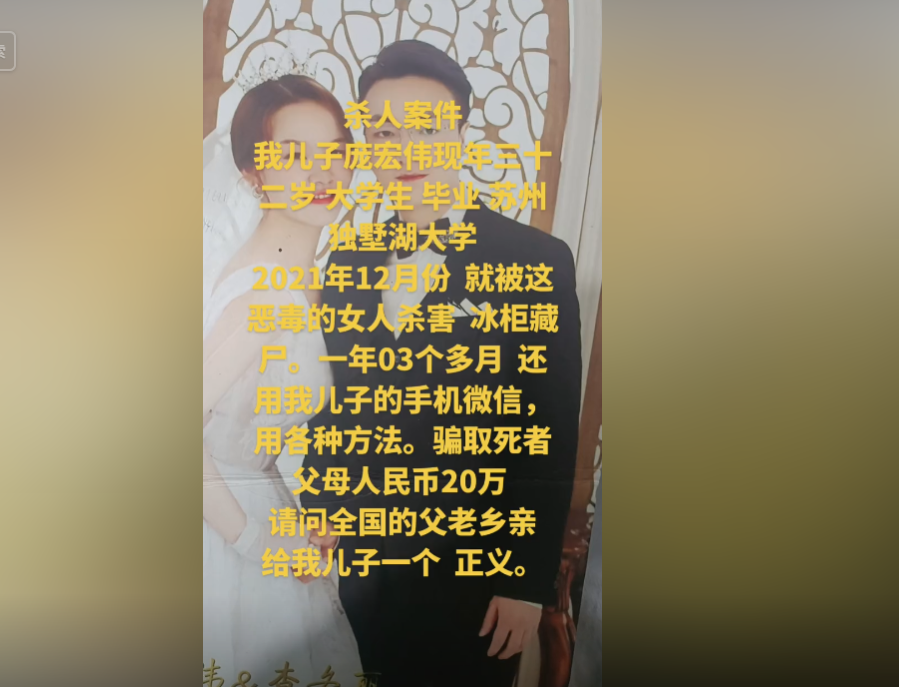 索
杀人案件
我儿子庞宏伟现年三十
二岁 大学生 毕业 苏州
独墅湖大学
2021年12月份 就被这
恶毒的女人杀害 冰柜藏
尸。一年03个多月 还
用我儿子的手机微信，
用各种方法。骗取死者
父母人民币20万
请问全国的父老乡亲
给我儿子一个 正义。
伟&李